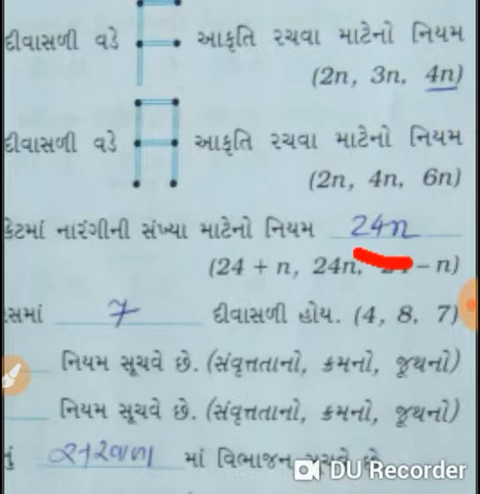 દીવાસળી વડે આકૃતિ રચવા માટેનો નિયમ
(2n, 3n, 4n)
દીવાસળી વડે આકૃતિ રચવા માટેનો નિયમ
(2n, 4n, 6n)
કેટમાં નારંગીની સંખ્યા માટેનો નિયમ 24n
(24 + n, 24n, – n)
સમાં 7 દીવાસળી હોય. (4, 8, 7)
નિયમ સૂચવે છે. (સંવૃત્તતાનો, ક્રમનો, જૂથનો)
નિયમ સૂચવે છે. (સંવૃત્તતાનો, ક્રમનો, જૂથનો)
નું માં વિભાજન સૂચવે છે
DU Recorder